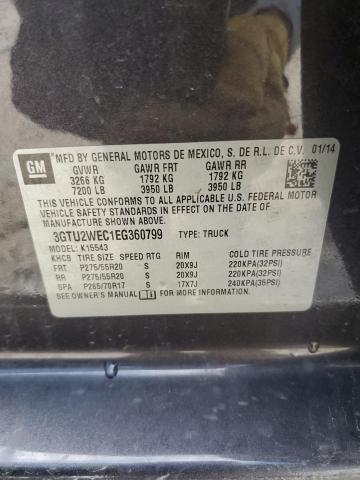 GM
MFD BY GENERAL MOTORS DE MEXICO, S. DE R.L. DE C.V. 01/14
GVWR GAWR FRT GAWR RR
3266 KG 1792 KG 1792 KG
7200 LB 3950 LB 3950 LB
THIS VEHICLE CONFORMS TO ALL APPLICABLE U.S. FEDERAL MOTOR
VEHICLE SAFETY AND THEFT PREVENTION STANDARDS IN
EFFECT ON THE DATE OF MANUFACTURE SHOWN ABOVE.
3GTU2WEC1EG360799 TYPE: TRUCK
MODEL: K15543
KHCB TIRE SIZE SPEED RTG RIM COLD TIRE PRESSURE
FRT P275/55R20 S 20X9J 220KPA(32PSI)
RR P275/55R20 S 20X9J 220KPA(32PSI)
SPA P265/70R17 S 17X7J 240KPA(35PSI)
SEE OWNER'S MANUAL FOR ADDITIONAL INFORMATION.